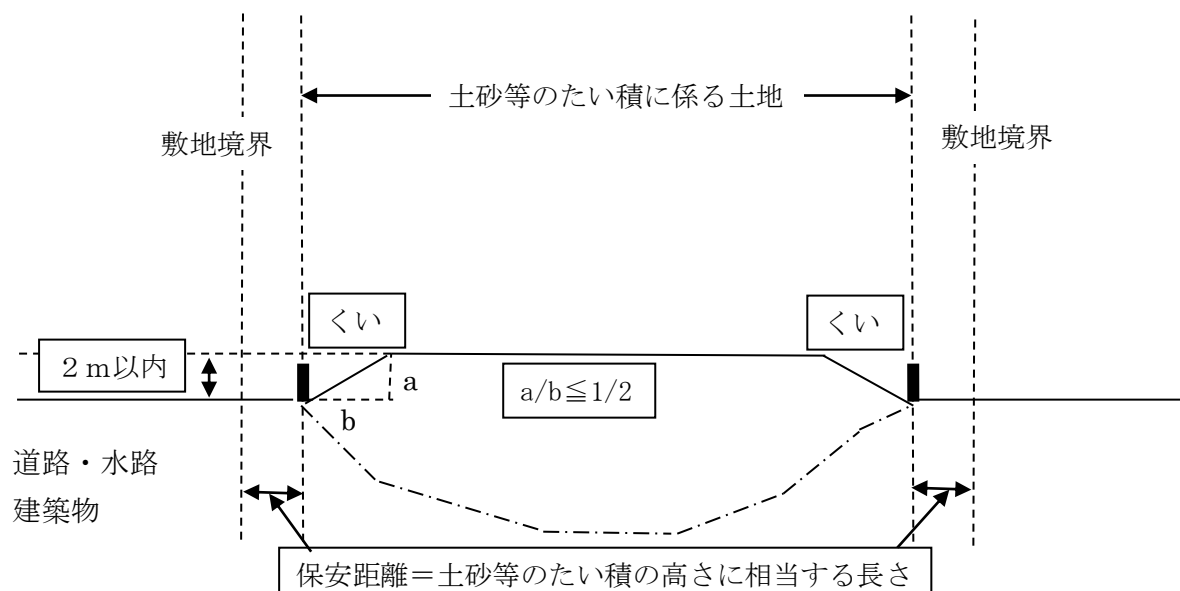 土砂等のたい積に係る土地
敷地境界
敷地境界
くい
くい
２ｍ以内
a
a/b≦1/2
b
道路・水路
建築物
保安距離＝土砂等のたい積の高さに相当する長さ